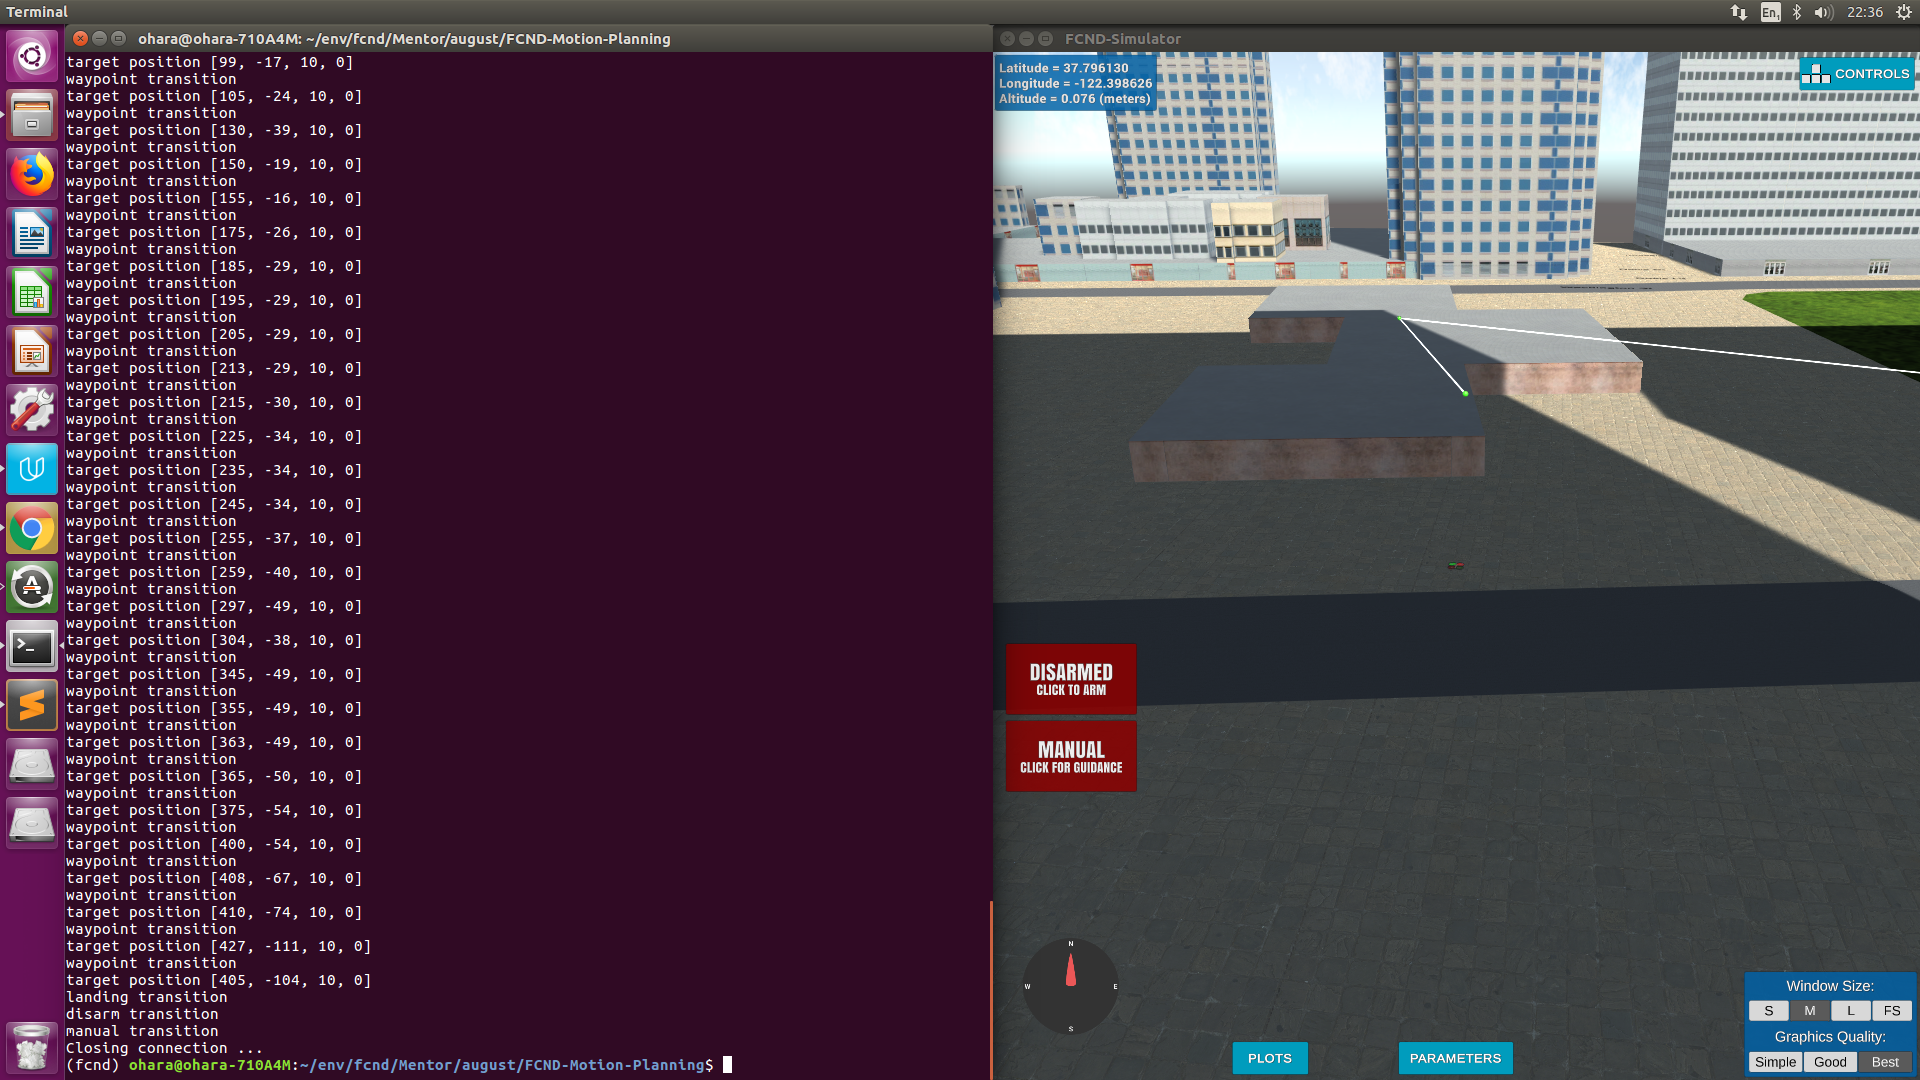 Terminal
En1
22:36
ohara@ohara-710A4M: ~/env/fcnd/Mentor/august/FCND-Motion-Planning
target position [99, -17, 10, 0]
waypoint transition
target position [105, -24, 10, 0]
waypoint transition
target position [130, -39, 10, 0]
waypoint transition
target position [150, -19, 10, 0]
waypoint transition
target position [155, -16, 10, 0]
waypoint transition
target position [175, -26, 10, 0]
waypoint transition
target position [185, -29, 10, 0]
waypoint transition
target position [195, -29, 10, 0]
waypoint transition
target position [205, -29, 10, 0]
waypoint transition
target position [213, -29, 10, 0]
waypoint transition
target position [215, -30, 10, 0]
waypoint transition
target position [225, -34, 10, 0]
waypoint transition
target position [235, -34, 10, 0]
waypoint transition
target position [245, -34, 10, 0]
waypoint transition
target position [255, -37, 10, 0]
waypoint transition
target position [259, -40, 10, 0]
waypoint transition
target position [297, -49, 10, 0]
waypoint transition
target position [304, -38, 10, 0]
waypoint transition
target position [345, -49, 10, 0]
waypoint transition
target position [355, -49, 10, 0]
waypoint transition
target position [363, -49, 10, 0]
waypoint transition
target position [365, -50, 10, 0]
waypoint transition
target position [375, -54, 10, 0]
waypoint transition
target position [400, -54, 10, 0]
waypoint transition
target position [408, -67, 10, 0]
waypoint transition
target position [410, -74, 10, 0]
waypoint transition
target position [427, -111, 10, 0]
waypoint transition
target position [405, -104, 10, 0]
landing transition
disarm transition
manual transition
Closing connection ...
(fcnd) ohara@ohara-710A4M:~/env/fcnd/Mentor/august/FCND-Motion-Planning$
FCND-Simulator
Latitude = 37.796130
Longitude = -122.398626
Altitude = 0.076 (meters)
CONTROLS
DISARMED
CLICK TO ARM
MANUAL
CLICK FOR GUIDANCE
N
W E
S
PLOTS
PARAMETERS
Window Size:
S M L FS
Graphics Quality:
Simple Good Best